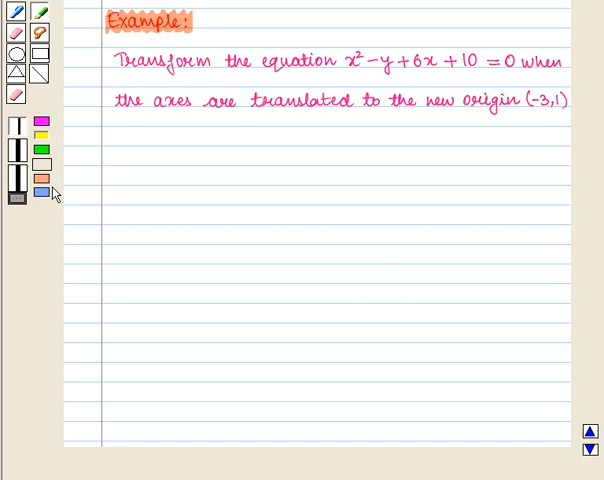 Example:
Transform the equation x² - y + 6x + 10 = 0 when
the axes are translated to the new origin (-3,1)